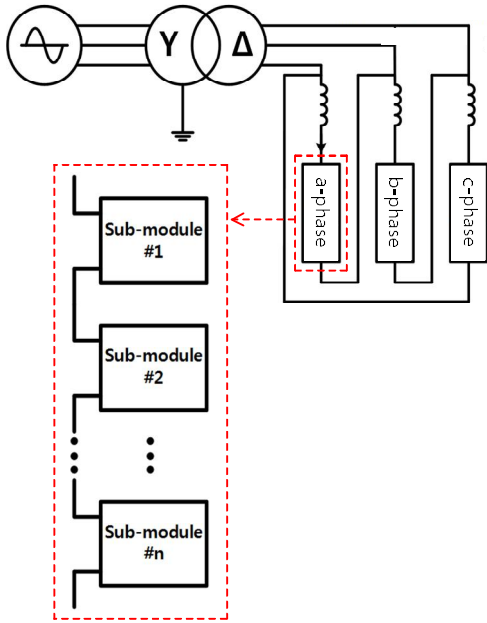 Y
Δ
a-phase
b-phase
c-phase
Sub-module
#1
Sub-module
#2
Sub-module
#n